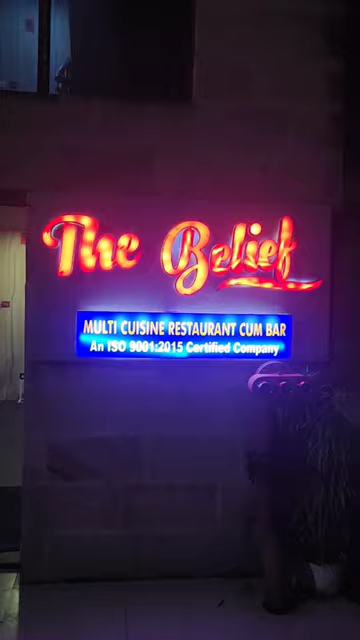 The Belief
MULTI CUISINE RESTAURANT CUM BAR
An ISO 9001:2015 Certified Company